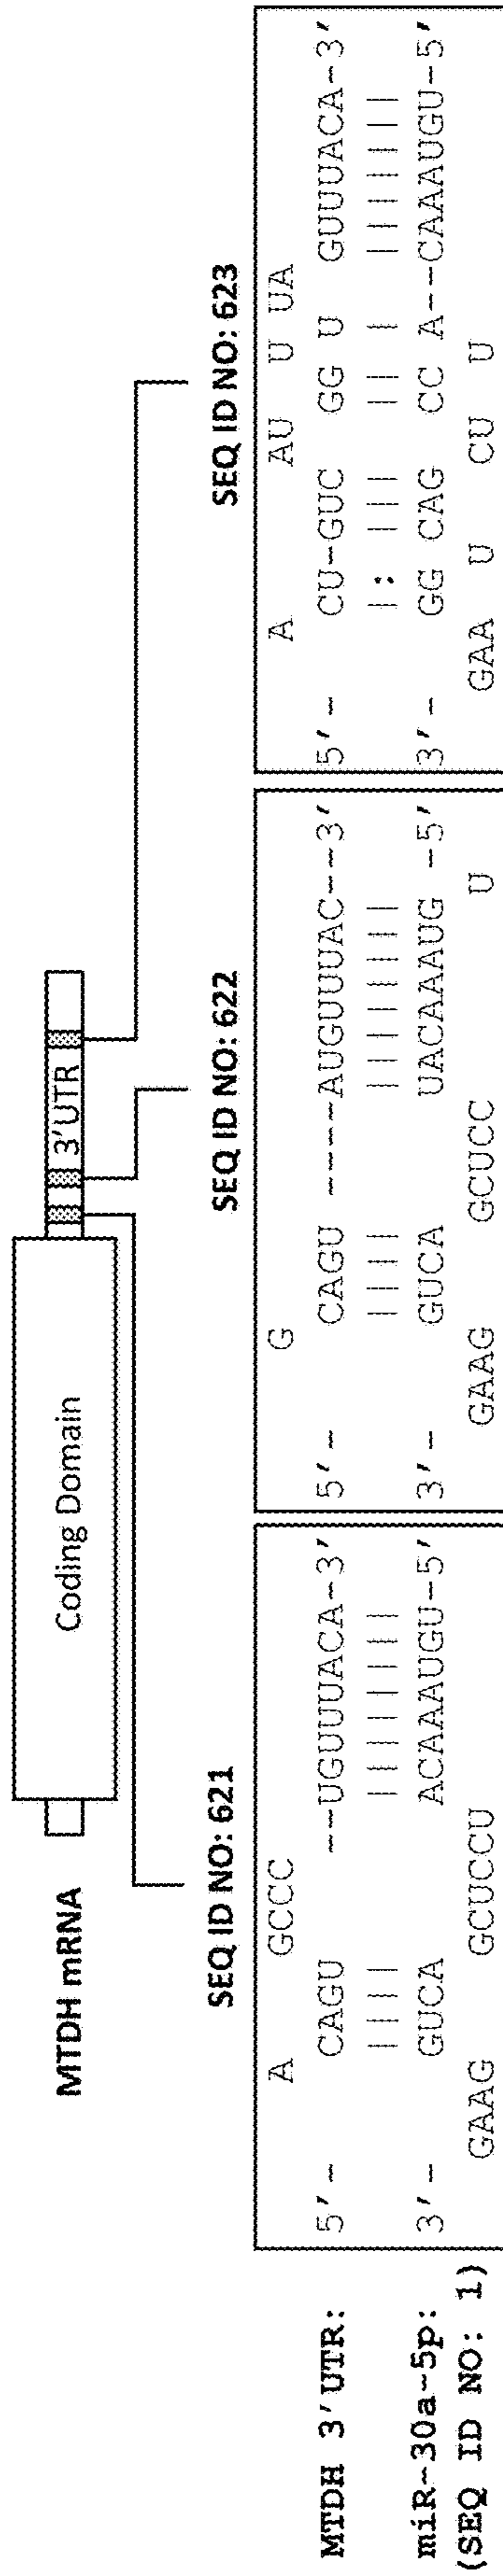 MTDH mRNA
Coding Domain
3'UTR
SEQ ID NO: 621 SEQ ID NO: 622 SEQ ID NO: 623
A GCCC G A AU U UA
MTDH 3'UTR: 5'- CAGU --UGUUUACA-3' 5'- CAGU ----AUGUUUAC--3' 5'- CU-GUC GG U GUUUACA-3'
|||| |||||||| |||| |||||||| |:||| || | |||||||
miR-30a-5p: 3'- GUCA ACAAAUGU-5' 3'- GUCA UACAAAUG -5' 3'- GG CAG CC A--CAAAUGU-5'
(SEQ ID NO: 1) GAAG GCUCCU GAAG GCUCC U GAA U CU U